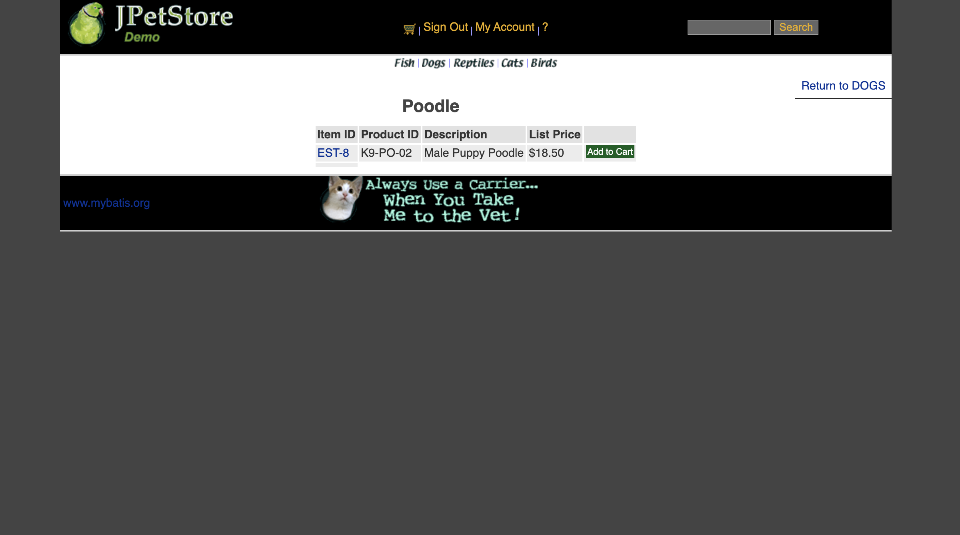 JPetStore
Demo
Sign Out | My Account | ?
Search
Fish | Dogs | Reptiles | Cats | Birds
Return to DOGS
Poodle
Item ID Product ID Description List Price
EST-8 K9-PO-02 Male Puppy Poodle $18.50 Add to Cart
www.mybatis.org
Always Use a Carrier...
When You Take
Me to the Vet!